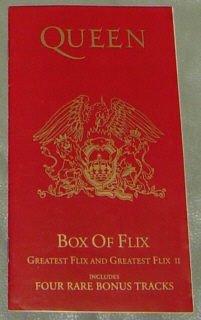 QUEEN
BOX OF FLIX
GREATEST FLIX AND GREATEST FLIX II
INCLUDES
FOUR RARE BONUS TRACKS